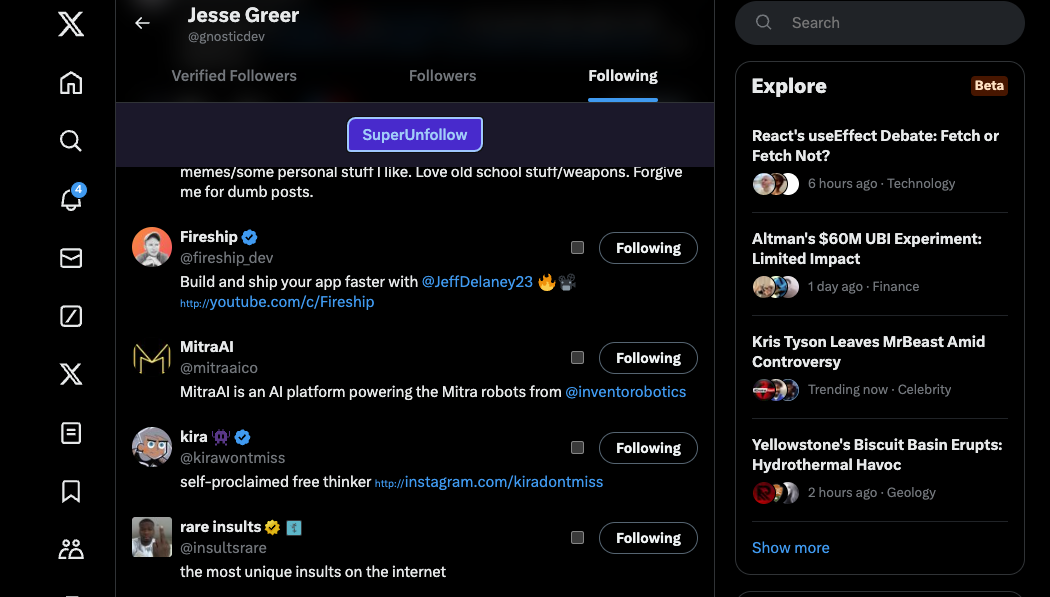 Jesse Greer
@gnosticdev
Verified Followers
Followers
Following
SuperUnfollow
memes/some personal stuff I like. Love old school stuff/weapons. Forgive
me for dumb posts.
Fireship
@fireship_dev
Following
Build and ship your app faster with @JeffDelaney23 🔥📽
http://youtube.com/c/Fireship
MitraAI
@mitraaico
Following
MitraAI is an AI platform powering the Mitra robots from @inventorobotics
kira 👾
@kirawontmiss
Following
self-proclaimed free thinker http://instagram.com/kiradontmiss
rare insults
@insultsrare
Following
the most unique insults on the internet
4
Search
Explore
Beta
React's useEffect Debate: Fetch or
Fetch Not?
6 hours ago · Technology
Altman's $60M UBI Experiment:
Limited Impact
1 day ago · Finance
Kris Tyson Leaves MrBeast Amid
Controversy
Trending now · Celebrity
Yellowstone's Biscuit Basin Erupts:
Hydrothermal Havoc
2 hours ago · Geology
Show more